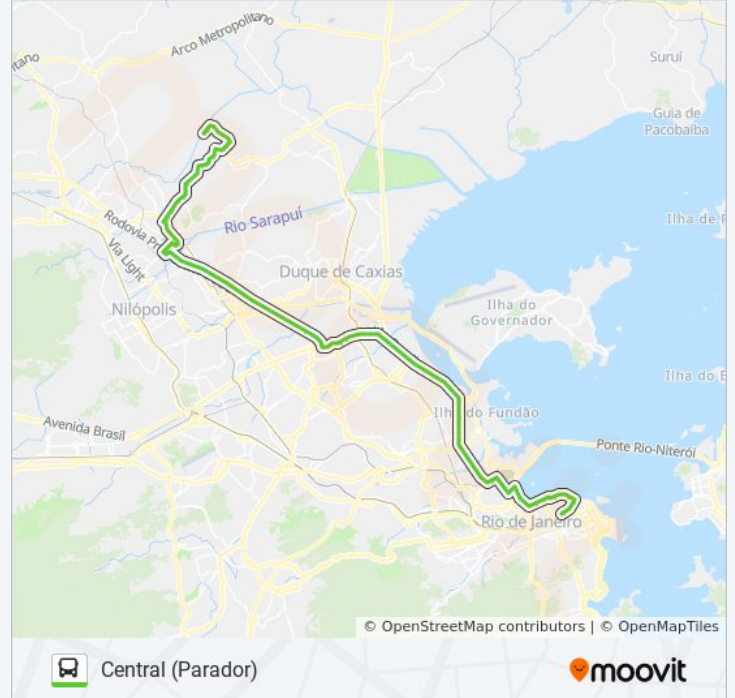 Arco Metropolitano
tano
Suruí
Guia de
Pacobaíba
Rio Sarapuí
Ilha de P
Rodovia Pr
Via Light
Duque de Caxias
Nilópolis
Ilha do
Governador
Ilha do B
Ilha do Fundão
Avenida Brasil
Ponte Rio-Niterói
Rio de Janeiro
© OpenStreetMap contributors | © OpenMapTiles
Central (Parador)
moovit